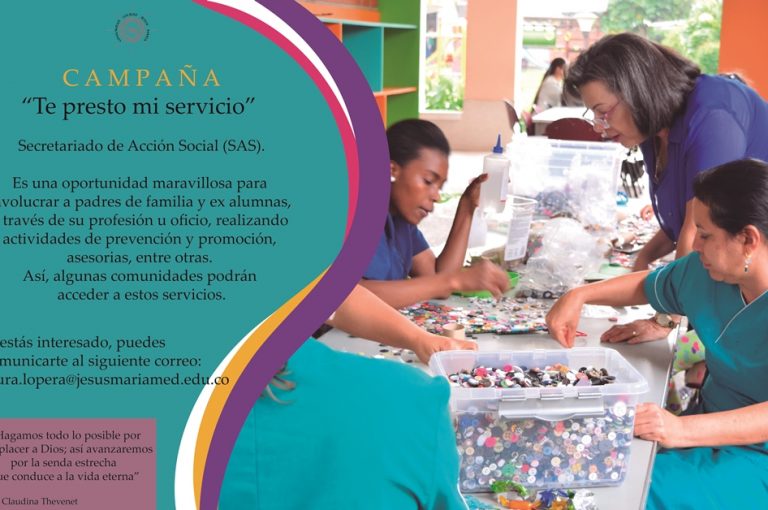 CAMPAÑA
“Te presto mi servicio”
Secretariado de Acción Social (SAS).
Es una oportunidad maravillosa para
volucrar a padres de familia y ex alumnas,
través de su profesión u oficio, realizando
actividades de prevención y promoción,
asesorías, entre otras.
Así, algunas comunidades podrán
acceder a estos servicios.
estás interesado, puedes
municarte al siguiente correo:
ura.lopera@jesusmariamed.edu.co
Hagamos todo lo posible por
placer a Dios; así avanzaremos
por la senda estrecha
ue conduce a la vida eterna”
Claudina Thevenet